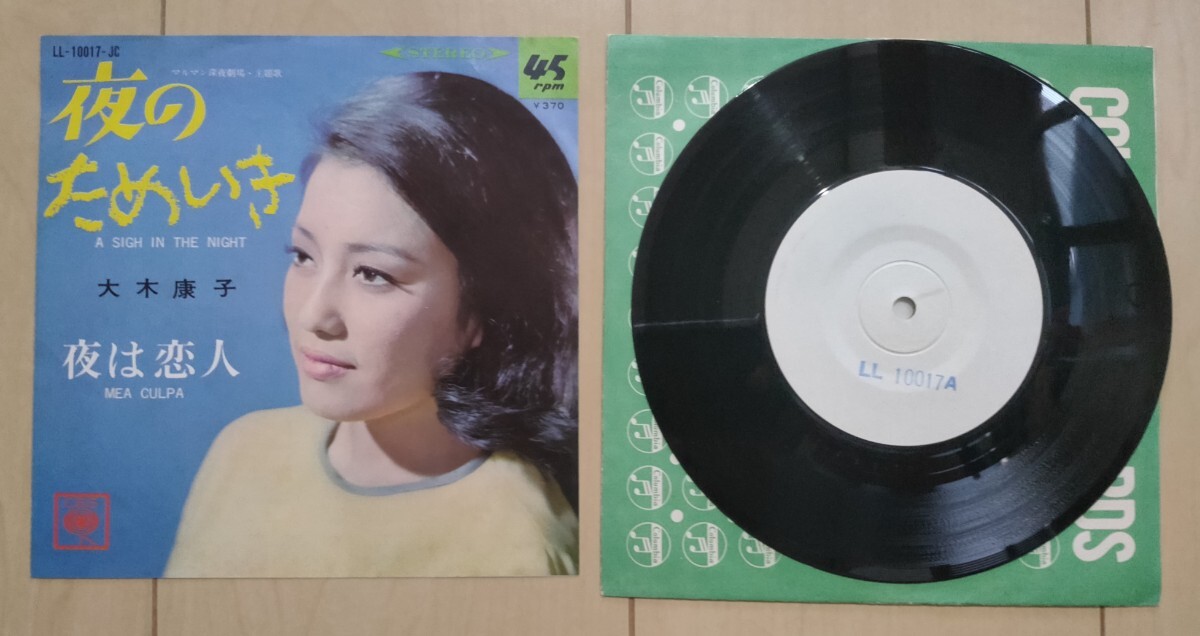 LL-10017-JC
STEREO
45
rpm
¥370
マルマン深夜劇場・主題歌
夜の
ためいき
A SIGH IN THE NIGHT
大木康子
夜は恋人
MEA CULPA
LL 10017A
Columbia